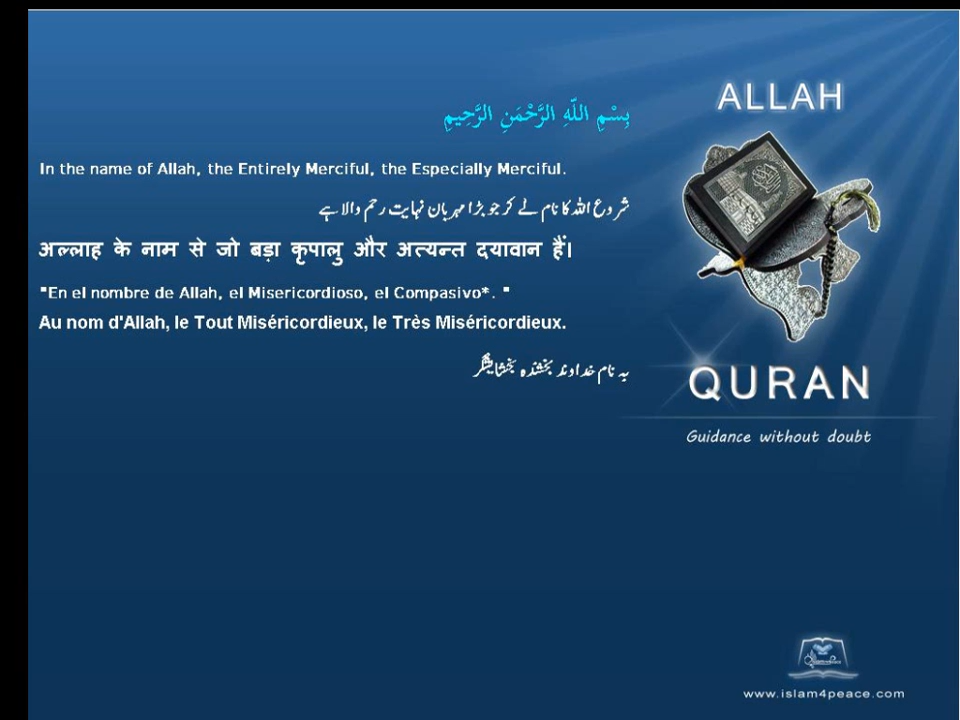 بِسْمِ اللّهِ الرَّحْمَنِ الرَّحِيمِ
In the name of Allah, the Entirely Merciful, the Especially Merciful.
شروع الله کا نام لے کر جو بڑا مہربان نہایت رحم والا ہے
अल्लाह के नाम से जो बड़ा कृपालु और अत्यन्त दयावान हैं।
"En el nombre de Allah, el Misericordioso, el Compasivo*. "
Au nom d'Allah, le Tout Miséricordieux, le Très Miséricordieux.
به نام خداوند بخشنده بخشایشگر
ALLAH
QURAN
Guidance without doubt
www.islam4peace.com